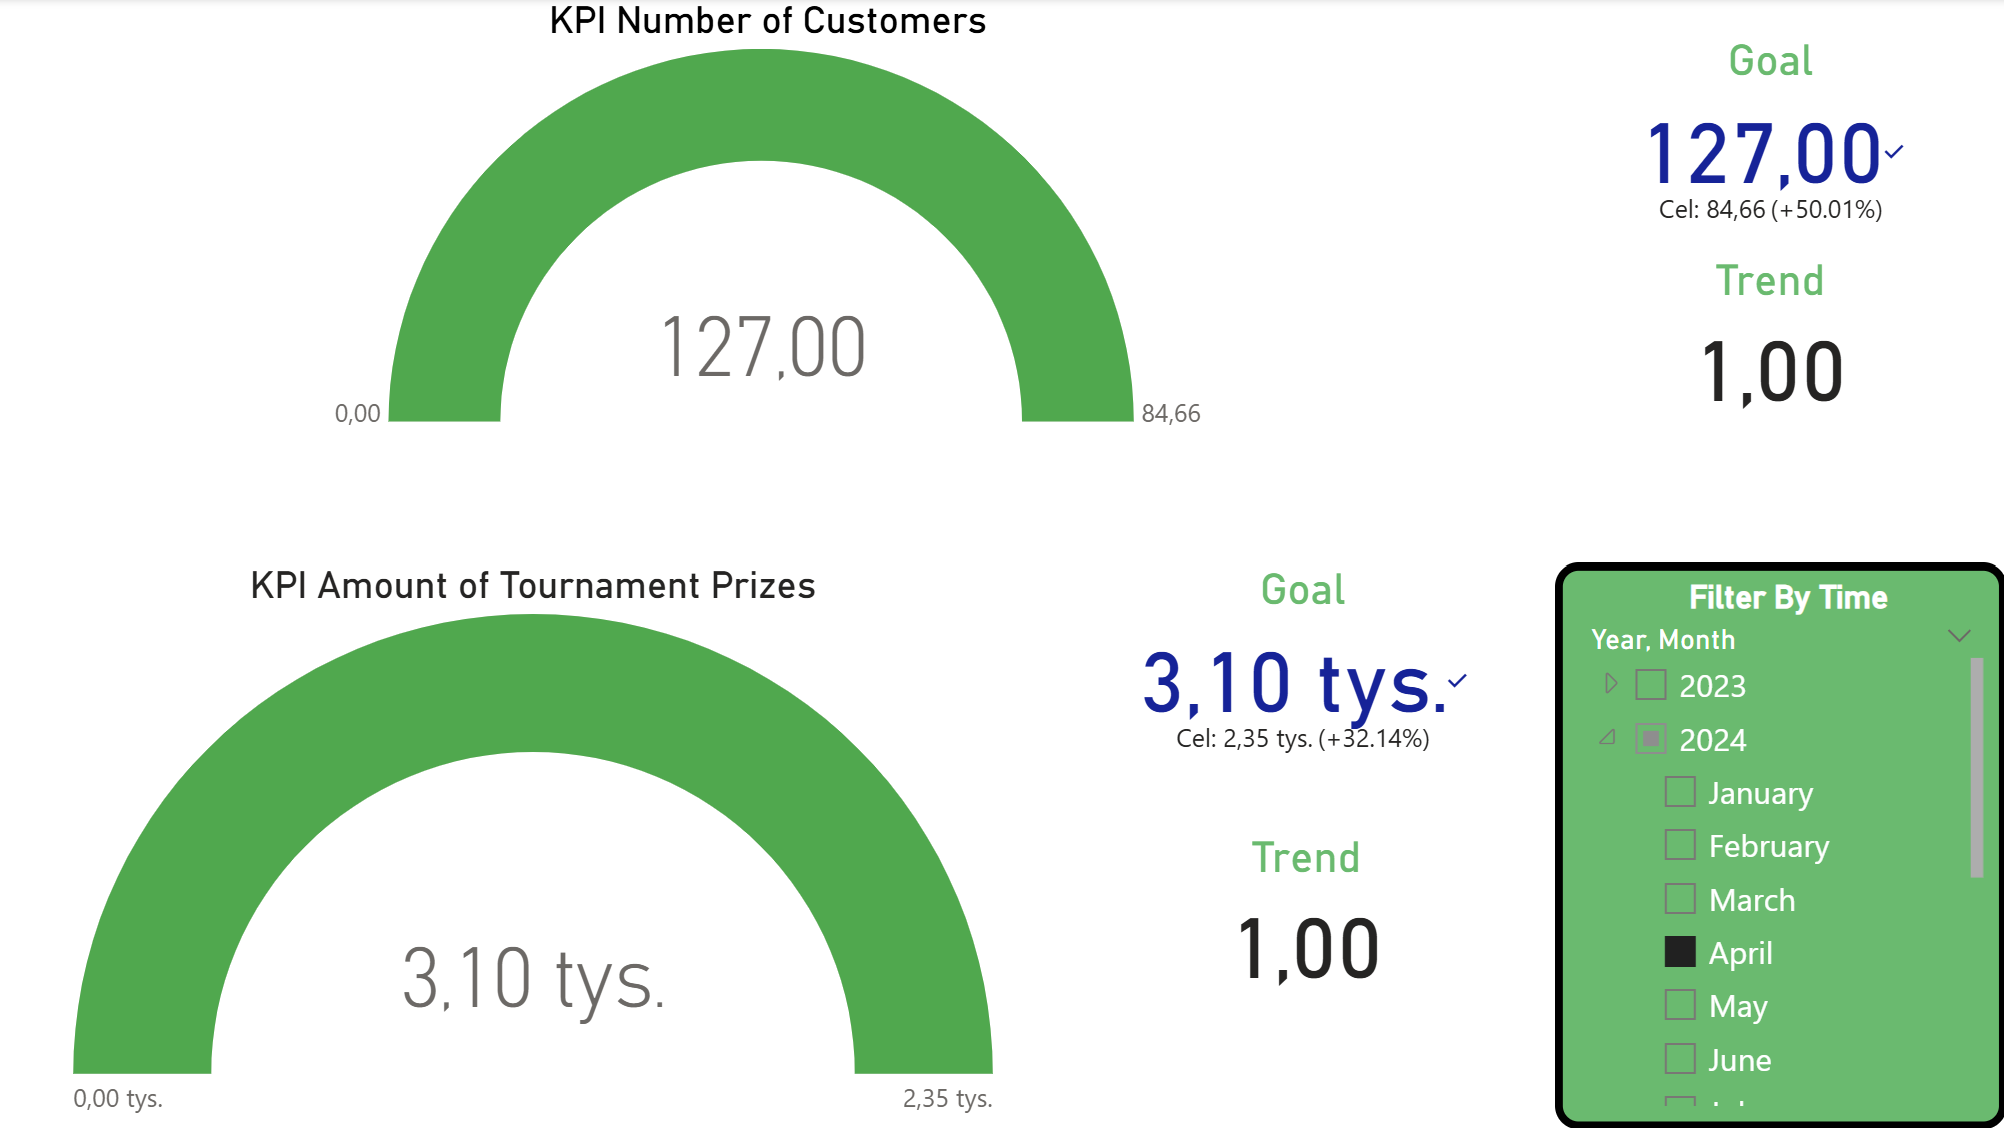 KPI Number of Customers
127,00
0,00
84,66
Goal
127,00
Cel: 84,66 (+50.01%)
Trend
1,00
KPI Amount of Tournament Prizes
3,10 tys.
0,00 tys.
2,35 tys.
Goal
3,10 tys.
Cel: 2,35 tys. (+32.14%)
Trend
1,00
Filter By Time
Year, Month
2023
2024
January
February
March
April
May
June